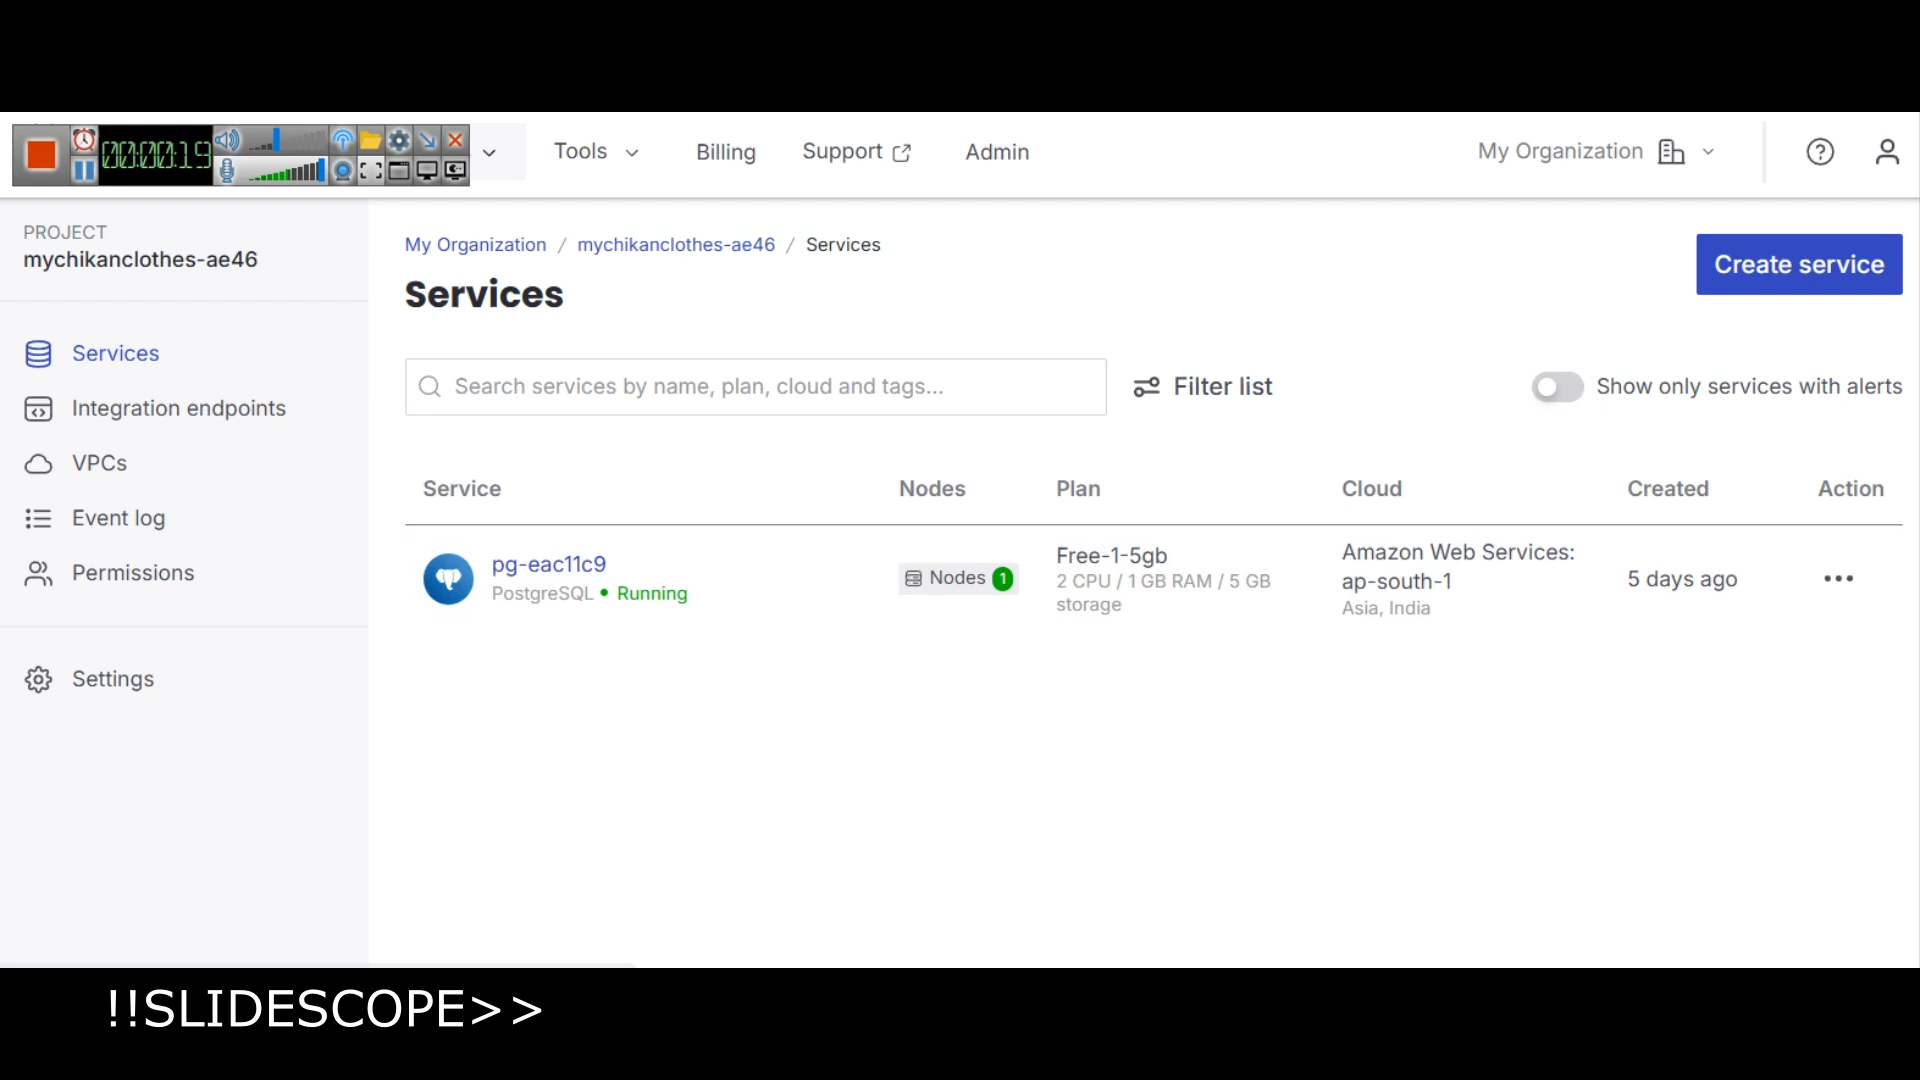 00:00:19
Tools
Billing
Support
Admin
My Organization
PROJECT
mychikanclothes-ae46
Services
Integration endpoints
VPCs
Event log
Permissions
Settings
My Organization / mychikanclothes-ae46 / Services
Services
Create service
Search services by name, plan, cloud and tags...
Filter list
Show only services with alerts
Service Nodes Plan Cloud Created Action
pg-eac11c9
PostgreSQL • Running
Nodes 1
Free-1-5gb
2 CPU / 1 GB RAM / 5 GB
storage
Amazon Web Services:
ap-south-1
Asia, India
5 days ago
!!SLIDESCOPE>>